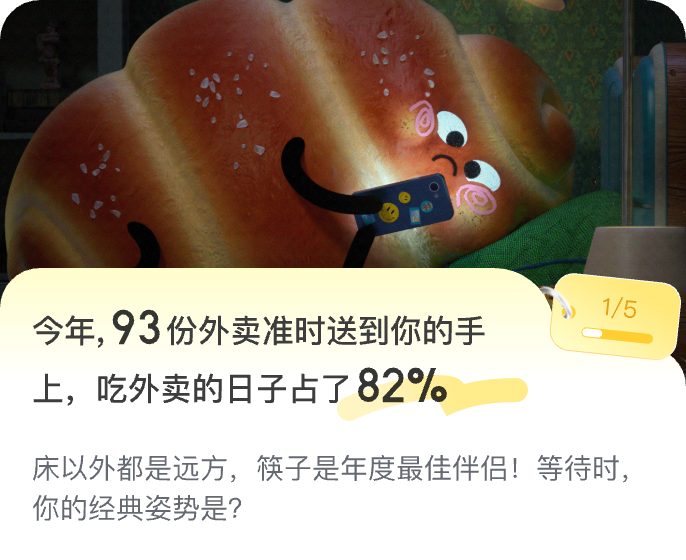 今年,93份外卖准时送到你的手
上，吃外卖的日子占了82%
1/5
床以外都是远方，筷子是年度最佳伴侣！等待时，
你的经典姿势是?